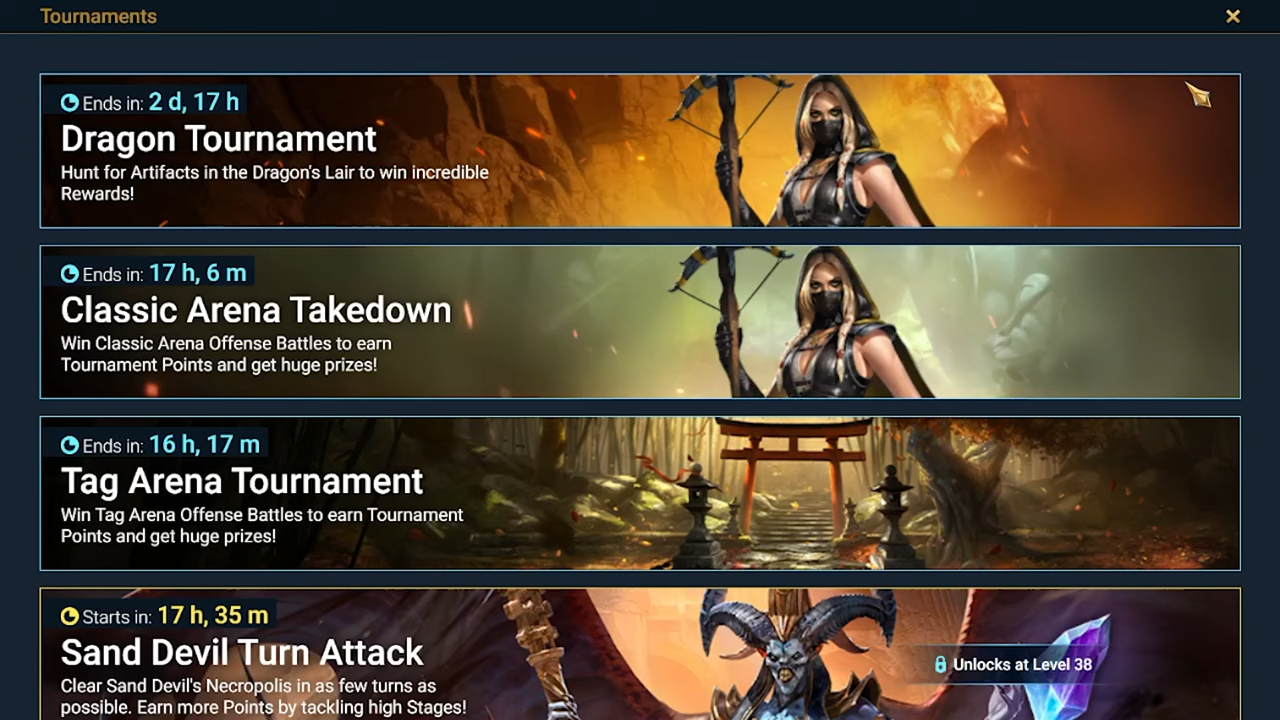 Tournaments
Ends in: 2 d, 17 h
Dragon Tournament
Hunt for Artifacts in the Dragon's Lair to win incredible
Rewards!
Ends in: 17 h, 6 m
Classic Arena Takedown
Win Classic Arena Offense Battles to earn
Tournament Points and get huge prizes!
Ends in: 16 h, 17 m
Tag Arena Tournament
Win Tag Arena Offense Battles to earn Tournament
Points and get huge prizes!
Starts in: 17 h, 35 m
Sand Devil Turn Attack
Unlocks at Level 38
Clear Sand Devil's Necropolis in as few turns as
possible. Earn more Points by tackling high Stages!